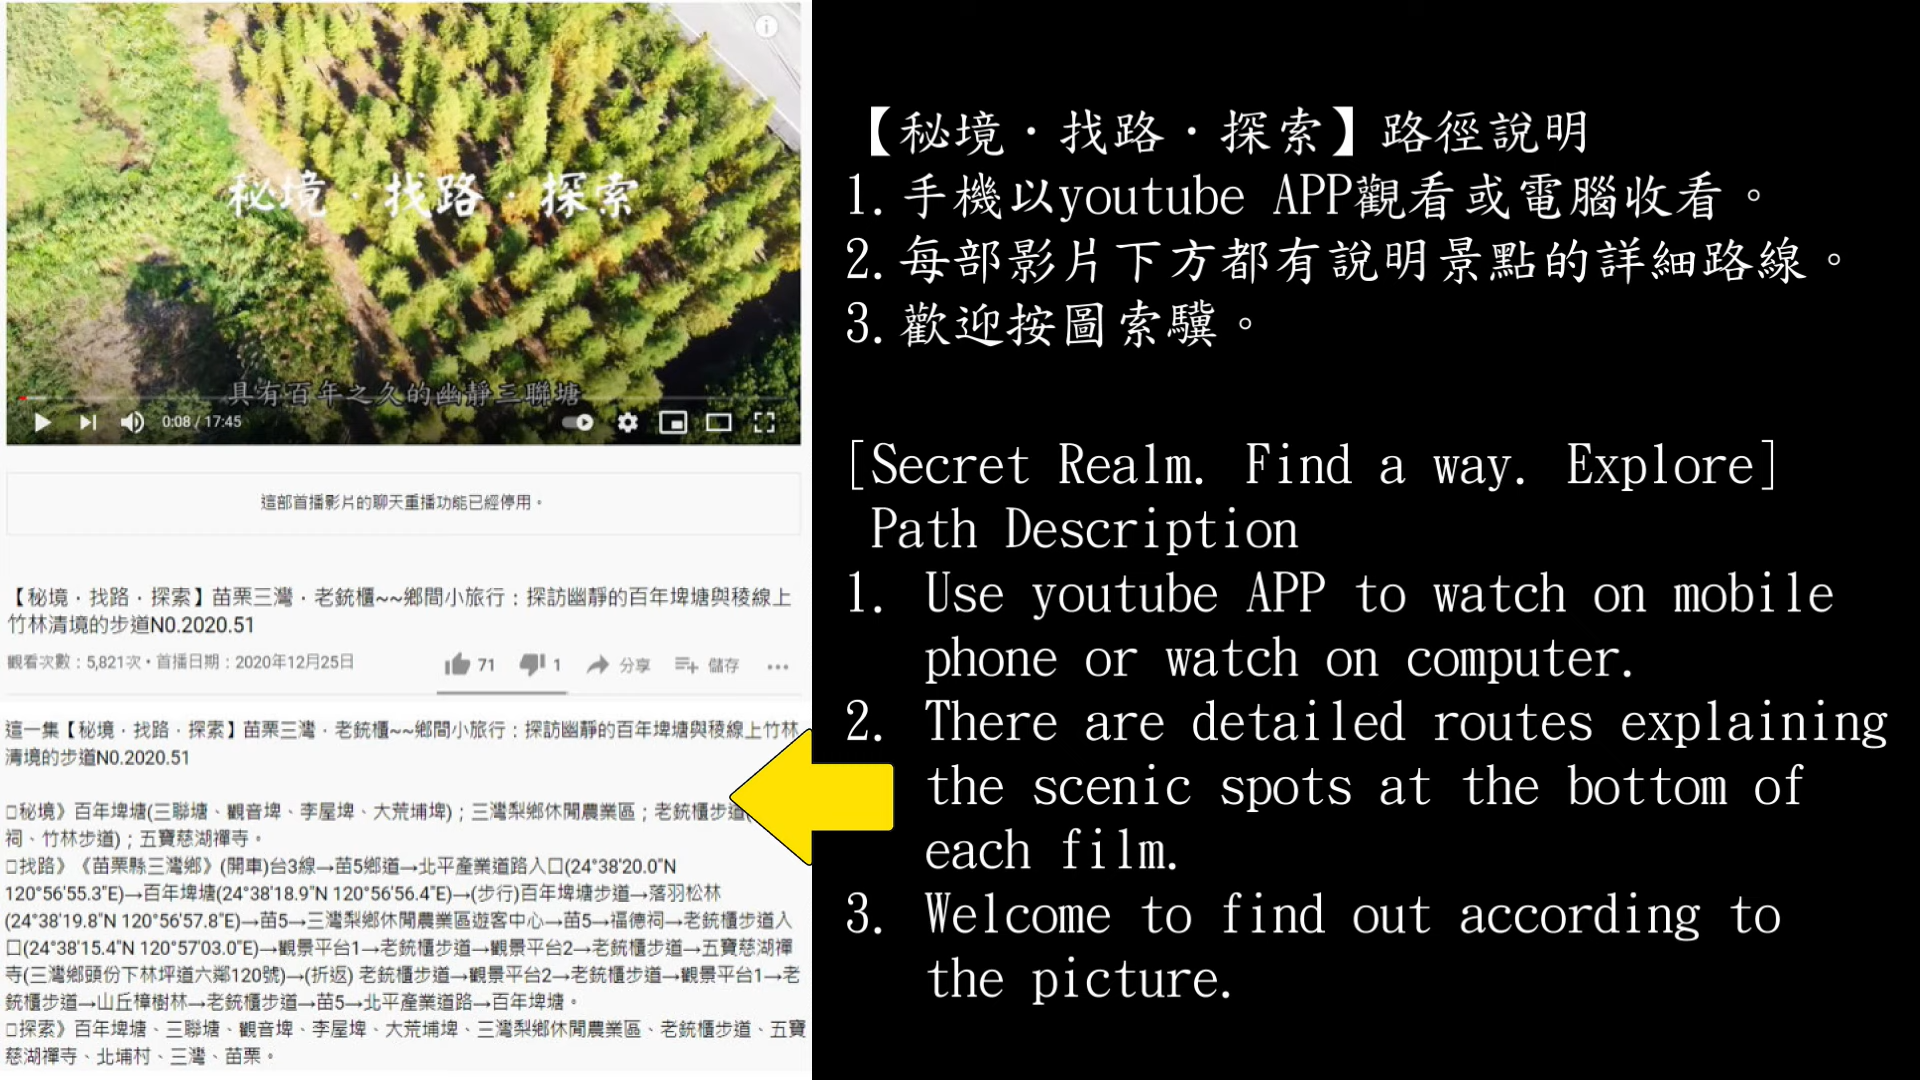 秘境·找路·探索
具有百年之久的幽靜三聯塘
0:08 / 17:45
這部首播影片的聊天重播功能已經停用。
【秘境·找路·探索】苗栗三灣·老銃櫃~~鄉間小旅行：探訪幽靜的百年埤塘與稜線上
竹林清境的步道N0.2020.51
觀看次數：5,821次•首播日期：2020年12月25日
71
1
分享
儲存
這一集【秘境·找路·探索】苗栗三灣·老銃櫃~~鄉間小旅行：探訪幽靜的百年埤塘與稜線上竹林
清境的步道N0.2020.51
□秘境》百年埤塘(三聯塘、觀音埤、李屋埤、大荒埔埤)；三灣梨鄉休閒農業區；老銃櫃步道(
祠、竹林步道)；五寶慈湖禪寺。
□找路》《苗栗縣三灣鄉》(開車)台3線→苗5鄉道→北平產業道路入口(24°38'20.0"N
120°56'55.3"E)→百年埤塘(24°38'18.9"N 120°56'56.4"E)→(步行)百年埤塘步道→落羽松林
(24°38'19.8"N 120°56'57.8"E)→苗5→三灣梨鄉休閒農業區遊客中心→苗5→福德祠→老銃櫃步道入
口(24°38'15.4"N 120°57'03.0"E)→觀景平台1→老銃櫃步道→觀景平台2→老銃櫃步道→五寶慈湖禪
寺(三灣鄉頭份下林坪道六鄰120號)→(折返) 老銃櫃步道→觀景平台2→老銃櫃步道→觀景平台1→老
銃櫃步道→山丘樟樹林→老銃櫃步道→苗5→北平產業道路→百年埤塘。
□探索》百年埤塘、三聯塘、觀音埤、李屋埤、大荒埔埤、三灣梨鄉休閒農業區、老銃櫃步道、五寶
慈湖禪寺、北埔村、三灣、苗栗。
【秘境·找路·探索】路徑說明
1.手機以youtube APP觀看或電腦收看。
2.每部影片下方都有說明景點的詳細路線。
3.歡迎按圖索驥。
[Secret Realm. Find a way. Explore]
Path Description
1. Use youtube APP to watch on mobile
phone or watch on computer.
2. There are detailed routes explaining
the scenic spots at the bottom of
each film.
3. Welcome to find out according to
the picture.